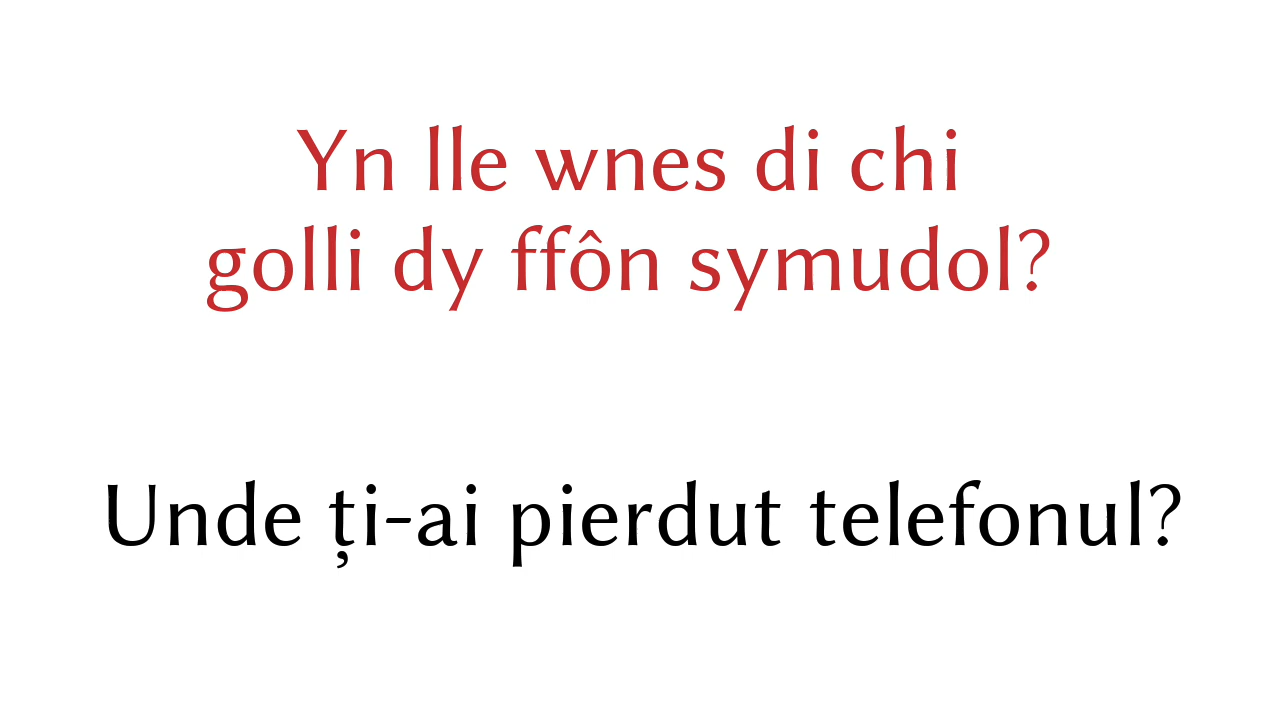 Yn lle wnes di chi
golli dy ffôn symudol?
Unde ți-ai pierdut telefonul?